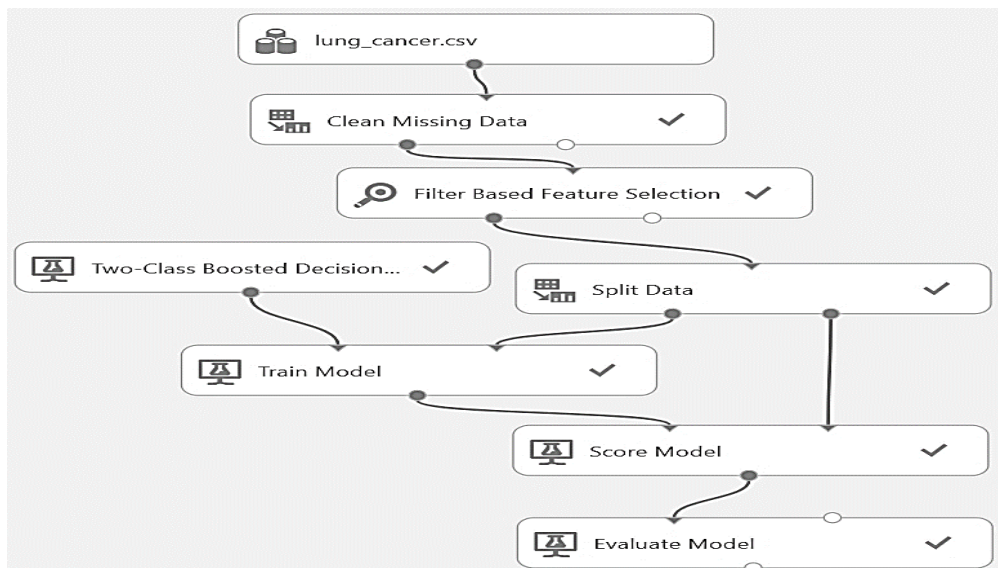 lung_cancer.csv
Clean Missing Data
Filter Based Feature Selection
Two-Class Boosted Decision...
Split Data
Train Model
Score Model
Evaluate Model